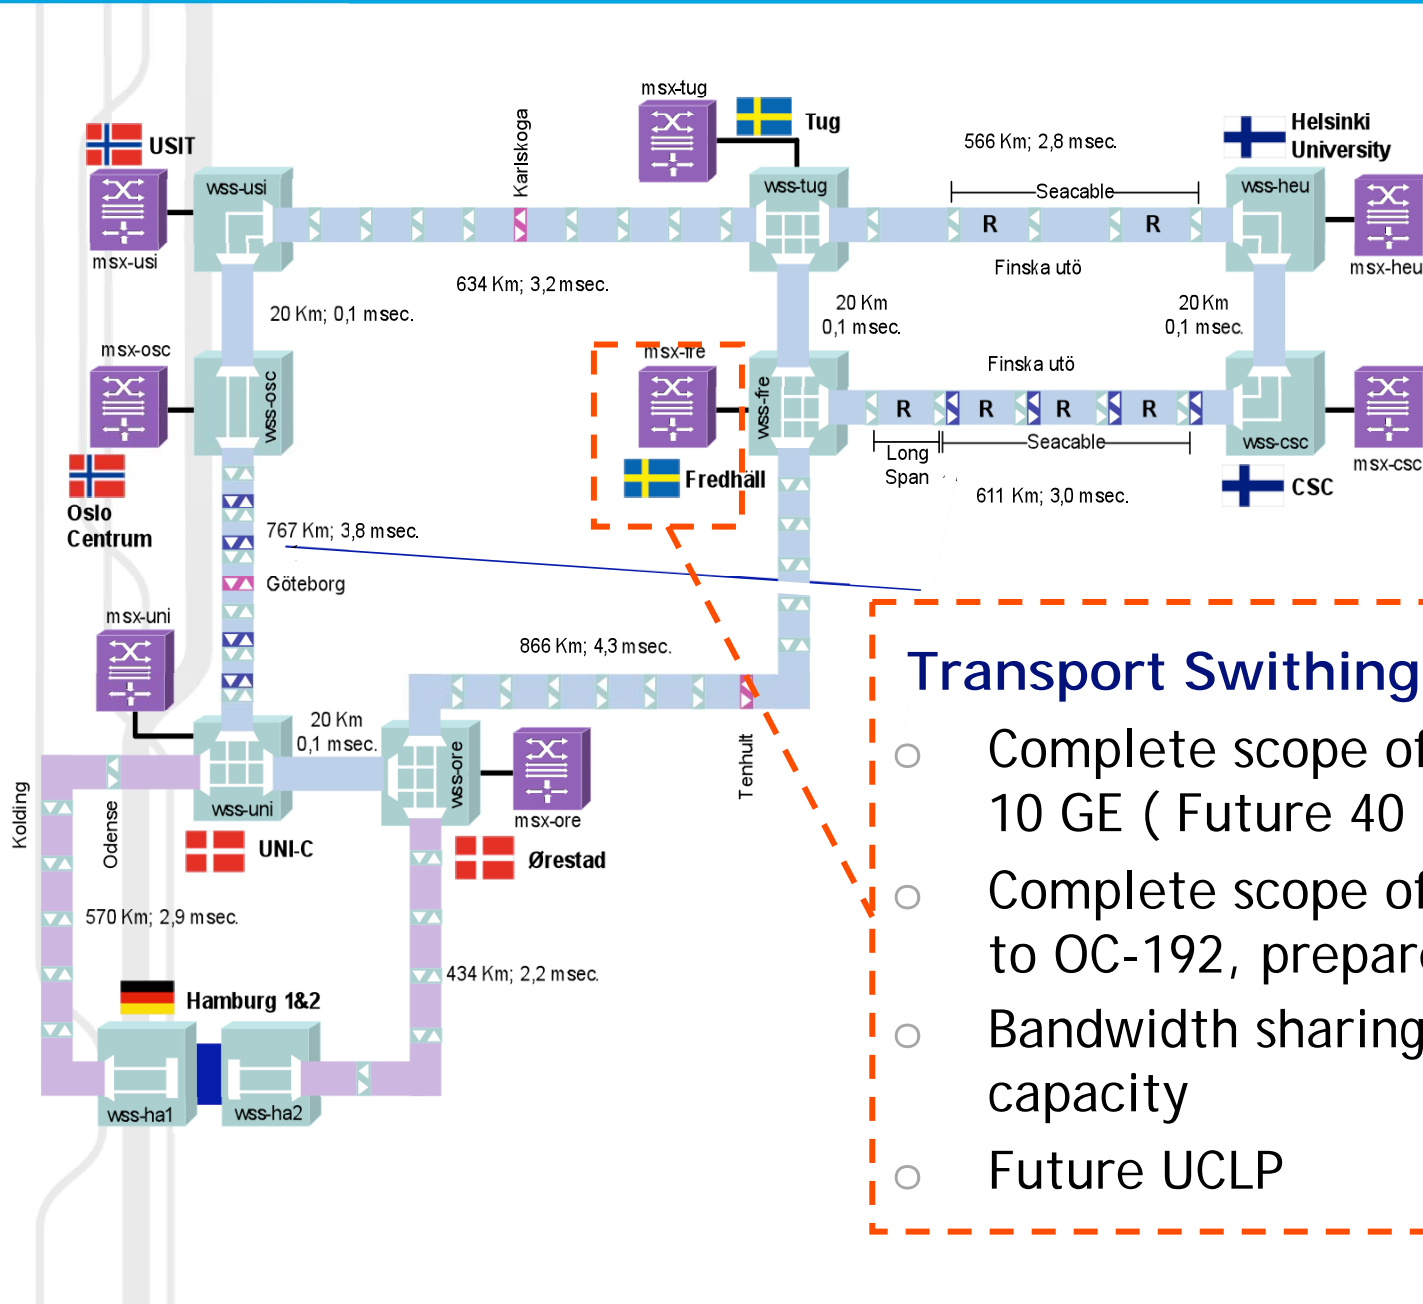 msx-tug
Tug
USIT
wss-usi
msx-usi
Karlskoga
634 Km; 3,2 msec.
20 Km; 0,1 msec.
wss-tug
566 Km; 2,8 msec.
Seacable
R
R
Finska utö
Helsinki
University
wss-heu
msx-heu
20 Km
0,1 msec.
20 Km
0,1 msec.
msx-osc
wss-osc
Oslo
Centrum
msx-fre
wss-fre
Fredhäll
Finska utö
R
R
R
R
Long
Span
Seacable
611 Km; 3,0 msec.
wss-csc
msx-csc
CSC
767 Km; 3,8 msec.
Göteborg
msx-uni
866 Km; 4,3 msec.
20 Km
0,1 msec.
wss-uni
UNI-C
wss-ore
msx-ore
Ørestad
Tenhult
Kolding
Odense
570 Km; 2,9 msec.
434 Km; 2,2 msec.
Hamburg 1&2
wss-ha1
wss-ha2
Transport Swithing
Complete scope of
10 GE ( Future 40
Complete scope of
to OC-192, prepare
Bandwidth sharing
capacity
Future UCLP